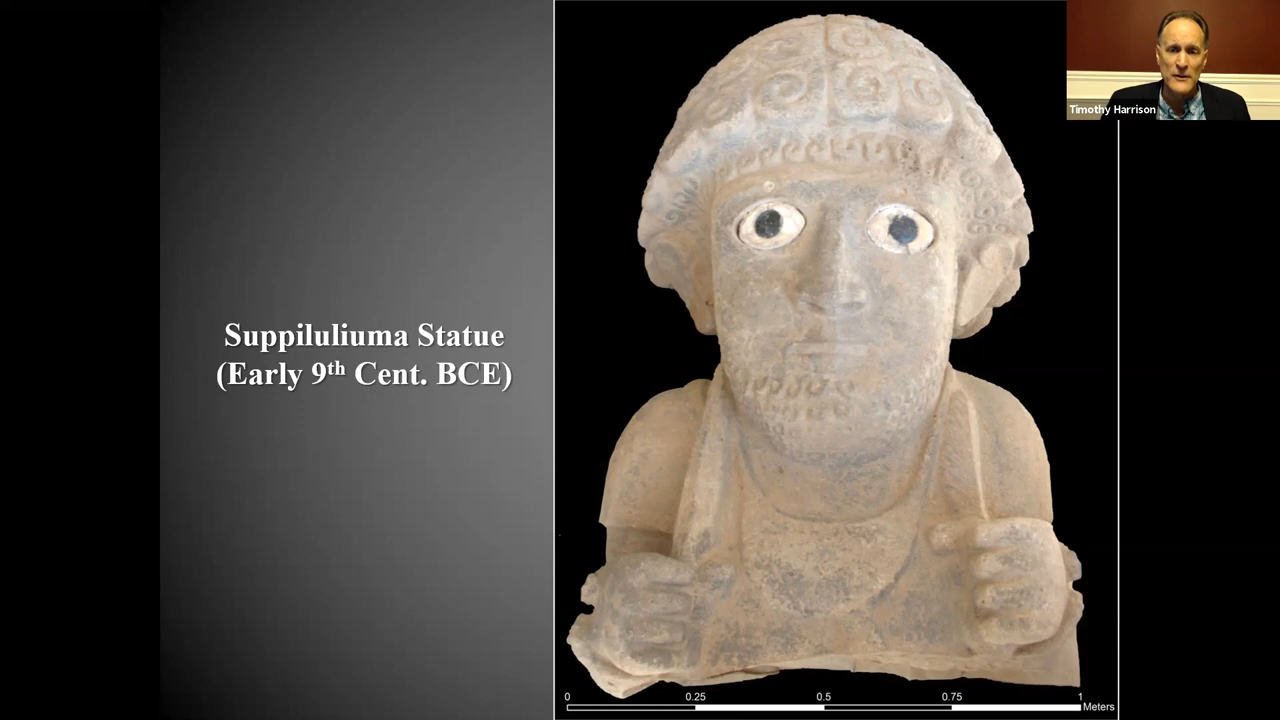 Timothy Harrison
Suppiluliuma Statue
(Early 9th Cent. BCE)
0 0.25 0.5 0.75 1
Meters